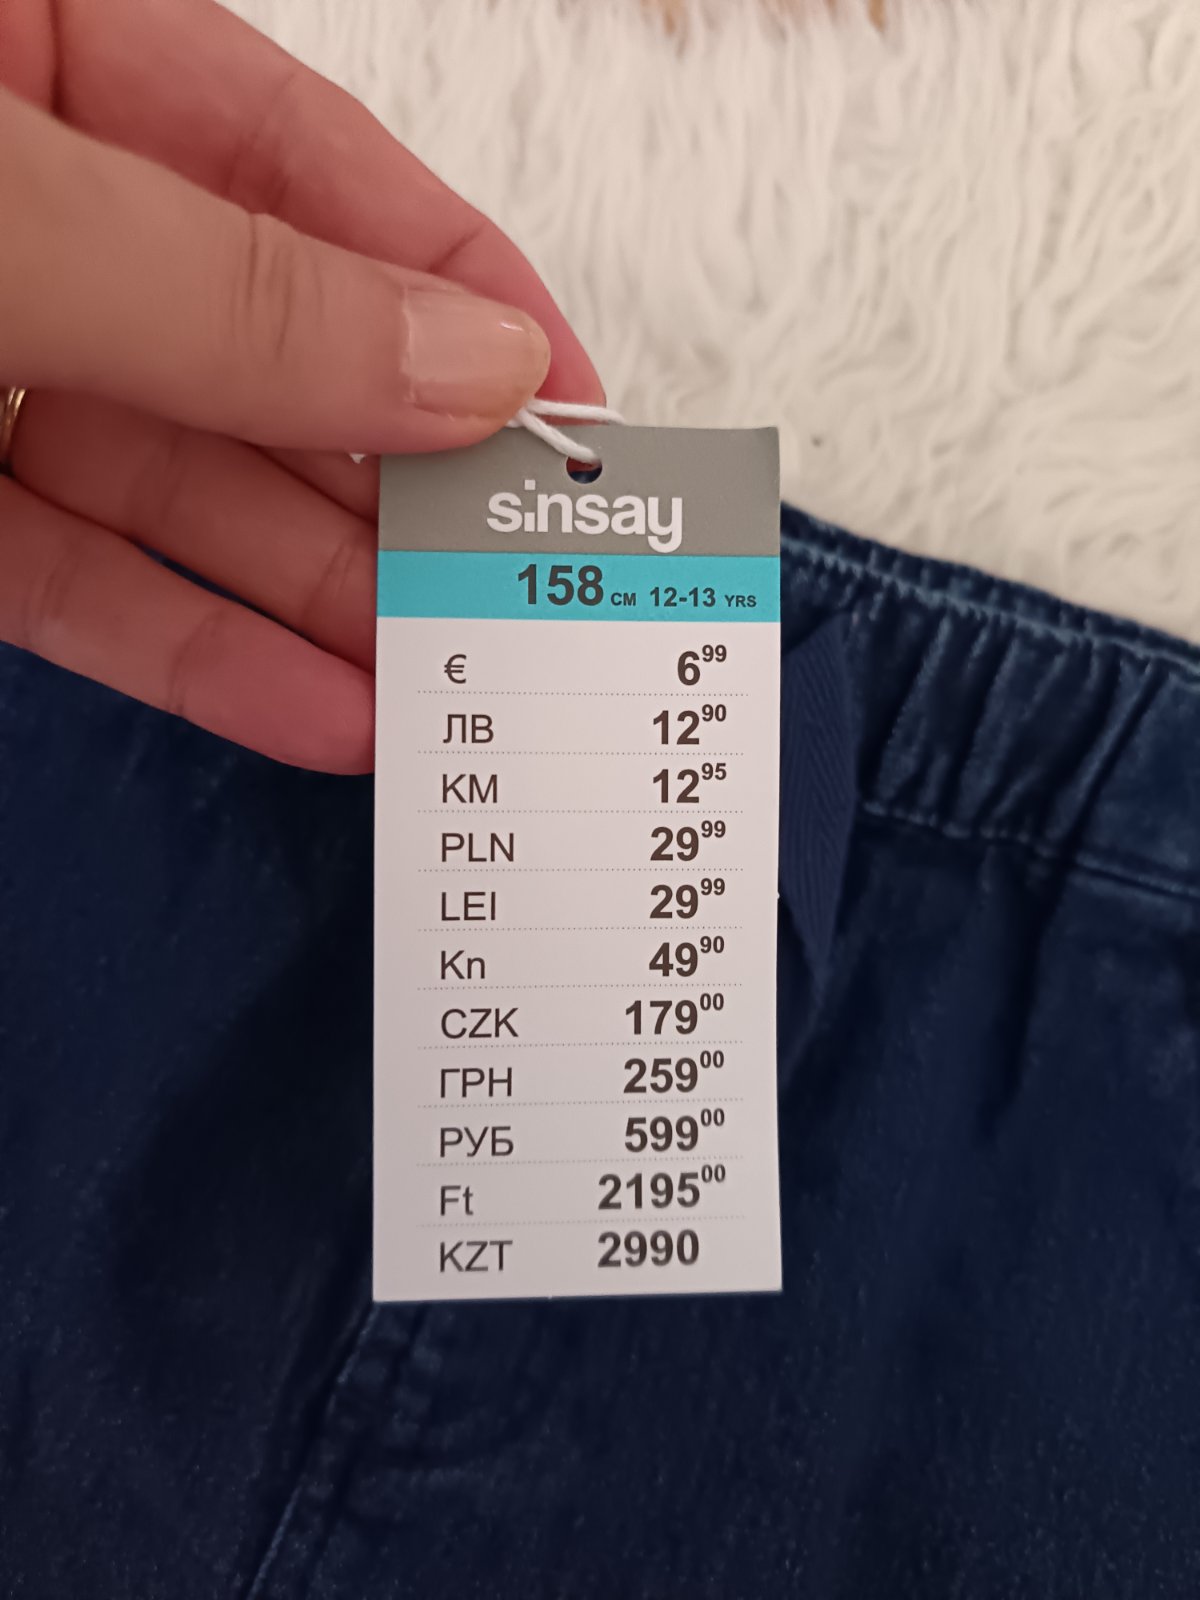 sinsay
158 CM 12-13 YRS
€ 6 99
ЛВ 12 90
KM 12 95
PLN 29 99
LEI 29 99
Kn 49 90
CZK 179 00
ГРН 259 00
РУБ 599 00
Ft 2195 00
KZT 2990